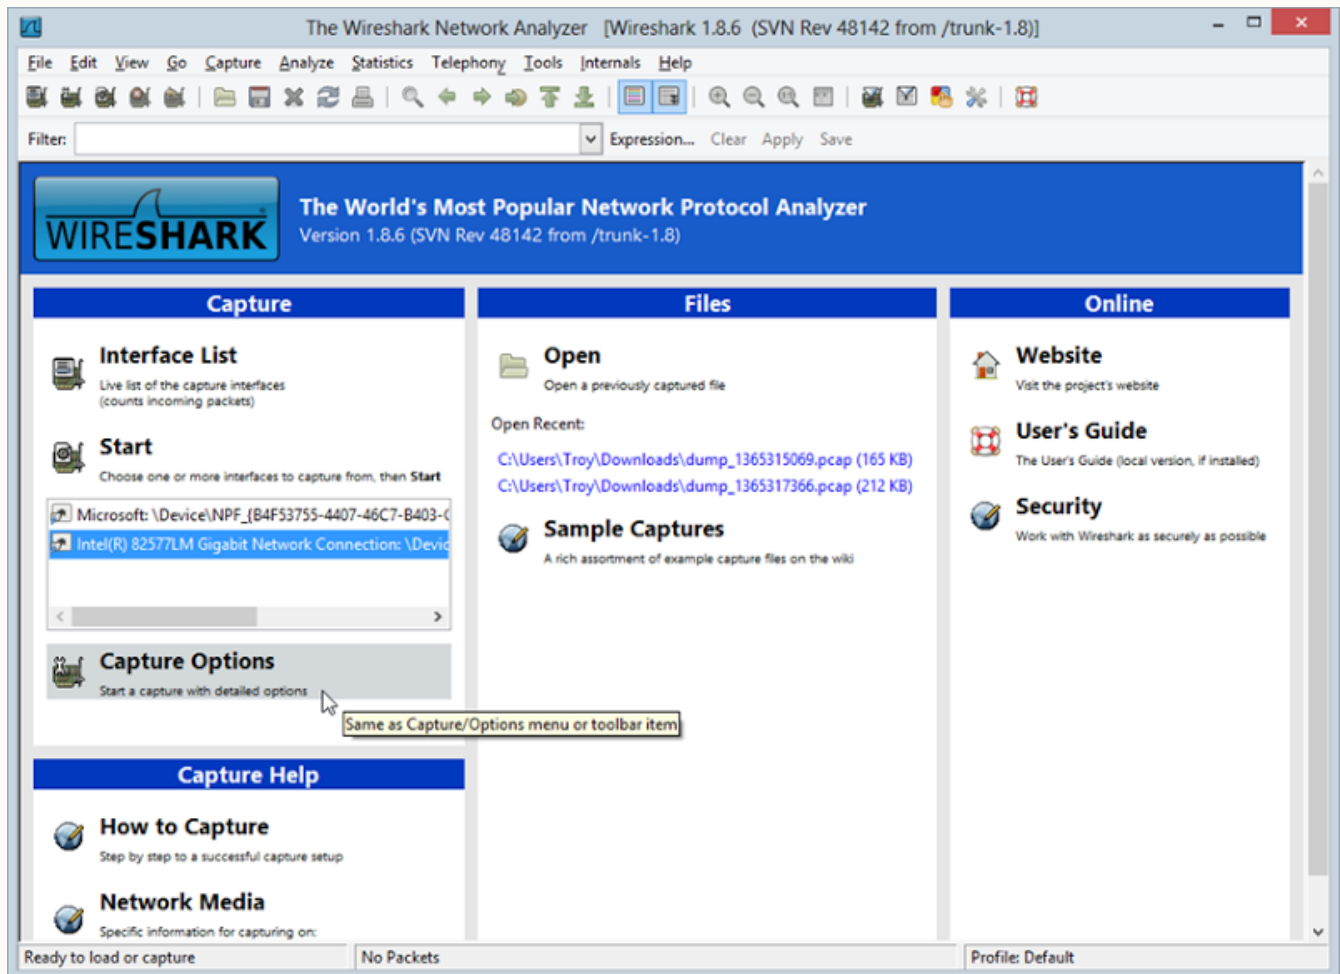 The Wireshark Network Analyzer [Wireshark 1.8.6 (SVN Rev 48142 from /trunk-1.8)]
File Edit View Go Capture Analyze Statistics Telephony Tools Internals Help
Filter: Expression... Clear Apply Save
WIRESHARK
The World's Most Popular Network Protocol Analyzer
Version 1.8.6 (SVN Rev 48142 from /trunk-1.8)
Capture
Interface List
Live list of the capture interfaces
(counts incoming packets)
Start
Choose one or more interfaces to capture from, then Start
Microsoft: \Device\NPF_{B4F53755-4407-46C7-B403-
Intel(R) 82577LM Gigabit Network Connection: \Devic
Capture Options
Start a capture with detailed options
Same as Capture/Options menu or toolbar item
Capture Help
How to Capture
Step by step to a successful capture setup
Network Media
Specific information for capturing on:
Files
Open
Open a previously captured file
Open Recent:
C:\Users\Troy\Downloads\dump_1365315069.pcap (165 KB)
C:\Users\Troy\Downloads\dump_1365317366.pcap (212 KB)
Sample Captures
A rich assortment of example capture files on the wiki
Online
Website
Visit the project's website
User's Guide
The User's Guide (local version, if installed)
Security
Work with Wireshark as securely as possible
Ready to load or capture
No Packets
Profile: Default